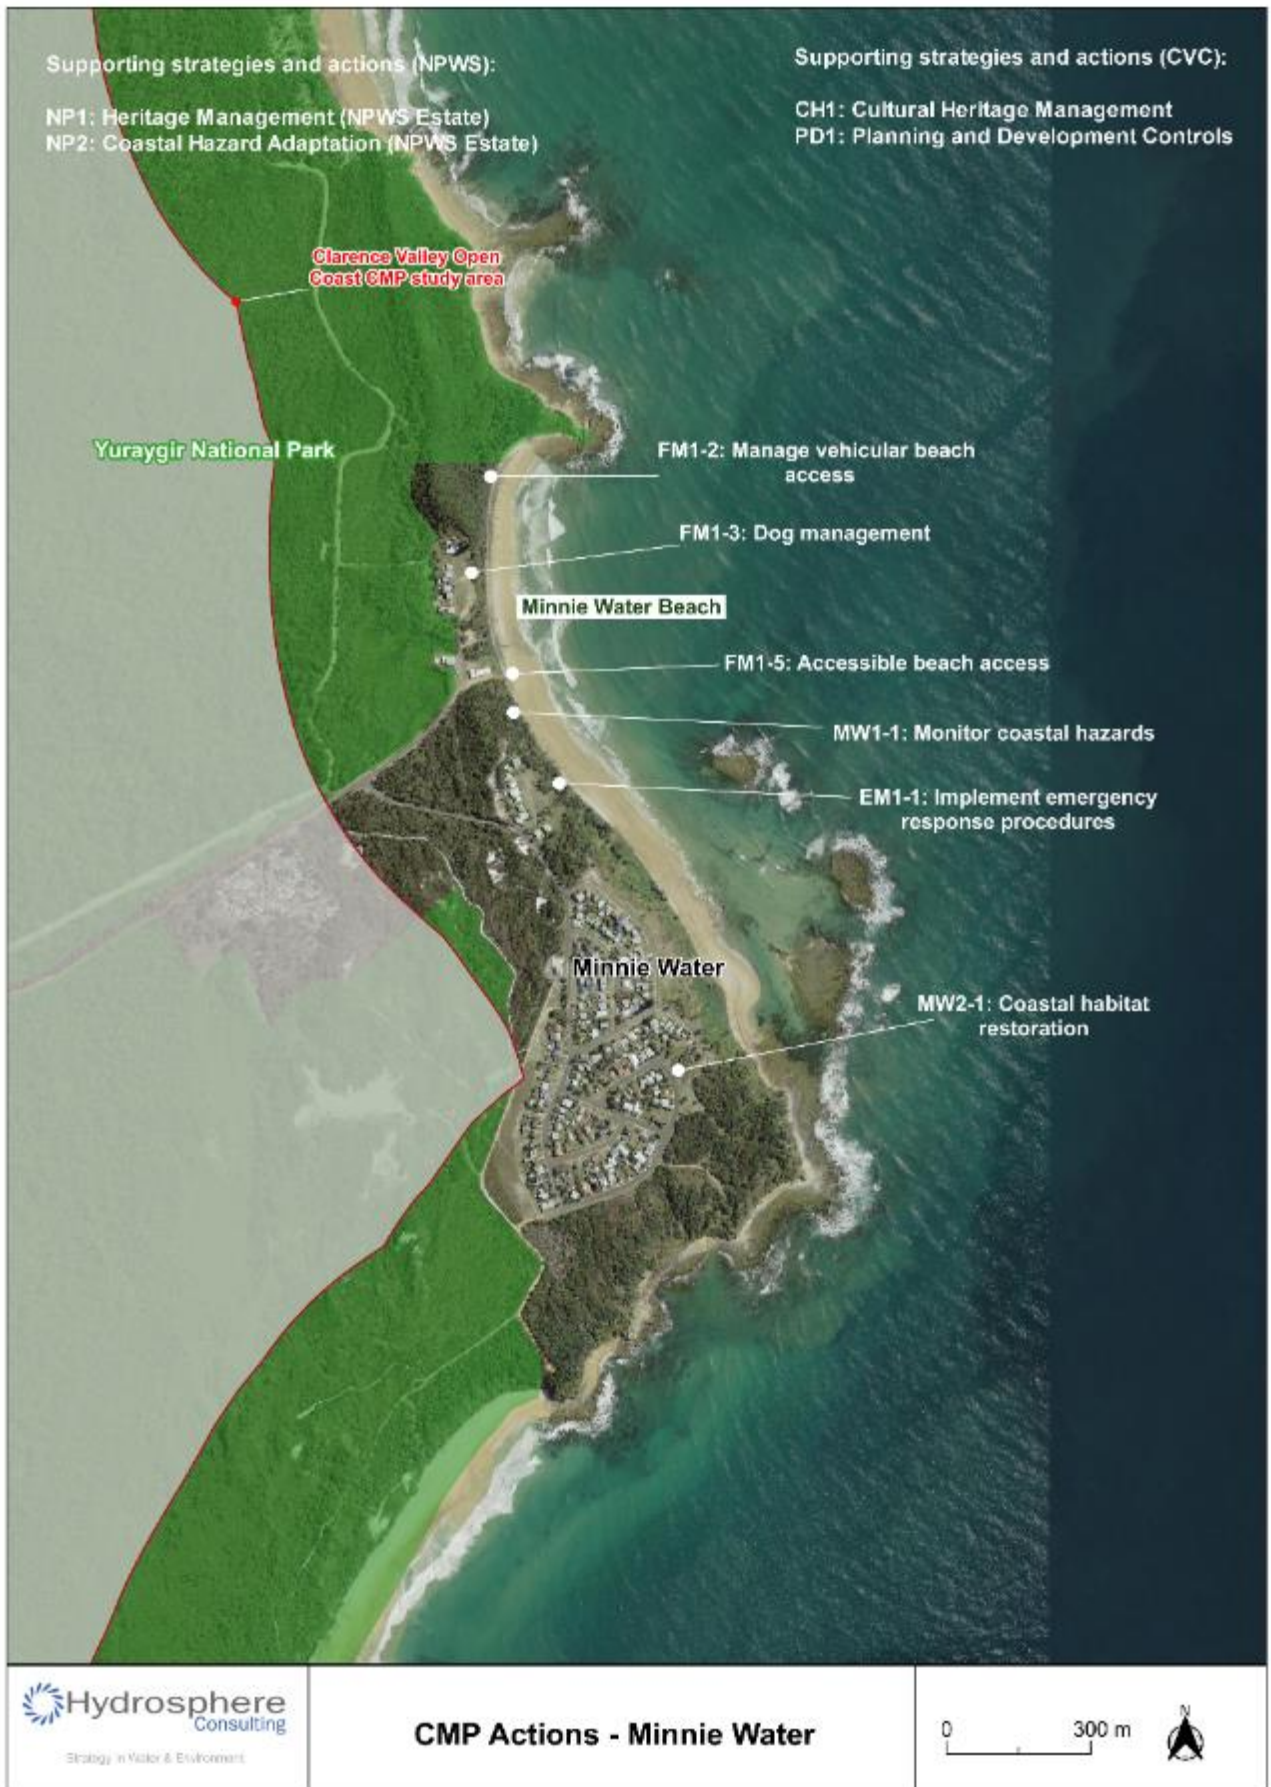 Supporting strategies and actions (NPWS):
NP1: Heritage Management (NPWS Estate)
NP2: Coastal Hazard Adaptation (NPWS Estate)
Supporting strategies and actions (CVC):
CH1: Cultural Heritage Management
PD1: Planning and Development Controls
Clarence Valley Open
Coast CMP study area
Yuraygir National Park
FM1-2: Manage vehicular beach
access
FM1-3: Dog management
Minnie Water Beach
FM1-5: Accessible beach access
MW1-1: Monitor coastal hazards
EM1-1: Implement emergency
response procedures
Minnie Water
MW2-1: Coastal habitat
restoration
Hydrosphere
Consulting
Strategy in Water & Environment
CMP Actions - Minnie Water
0 300 m
N